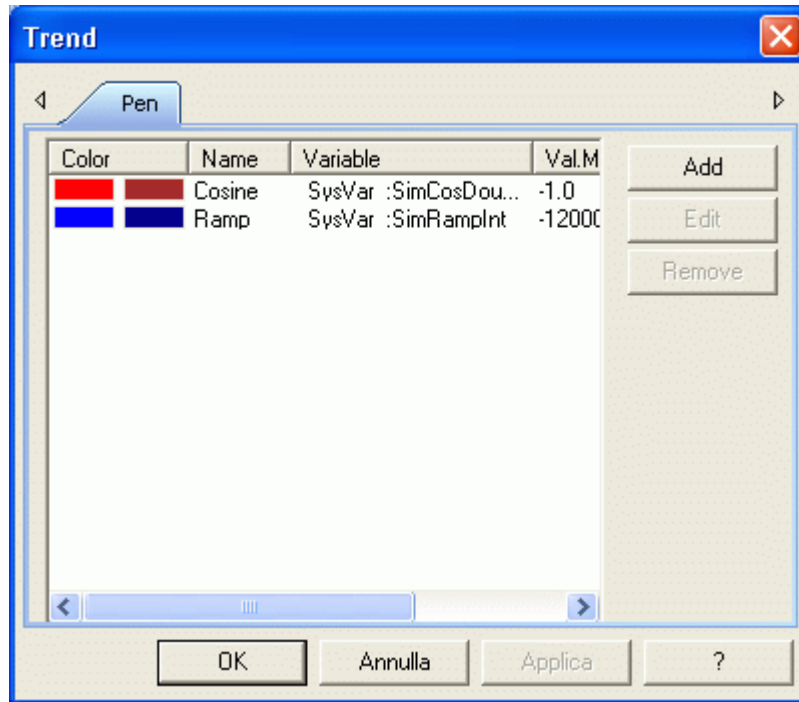 Trend
Pen
Color Name Variable Val.M
Cosine SysVar :SimCosDou... -1.0
Ramp SysVar :SimRampInt -12000
Add
Edit
Remove
OK Annulla Applica ?